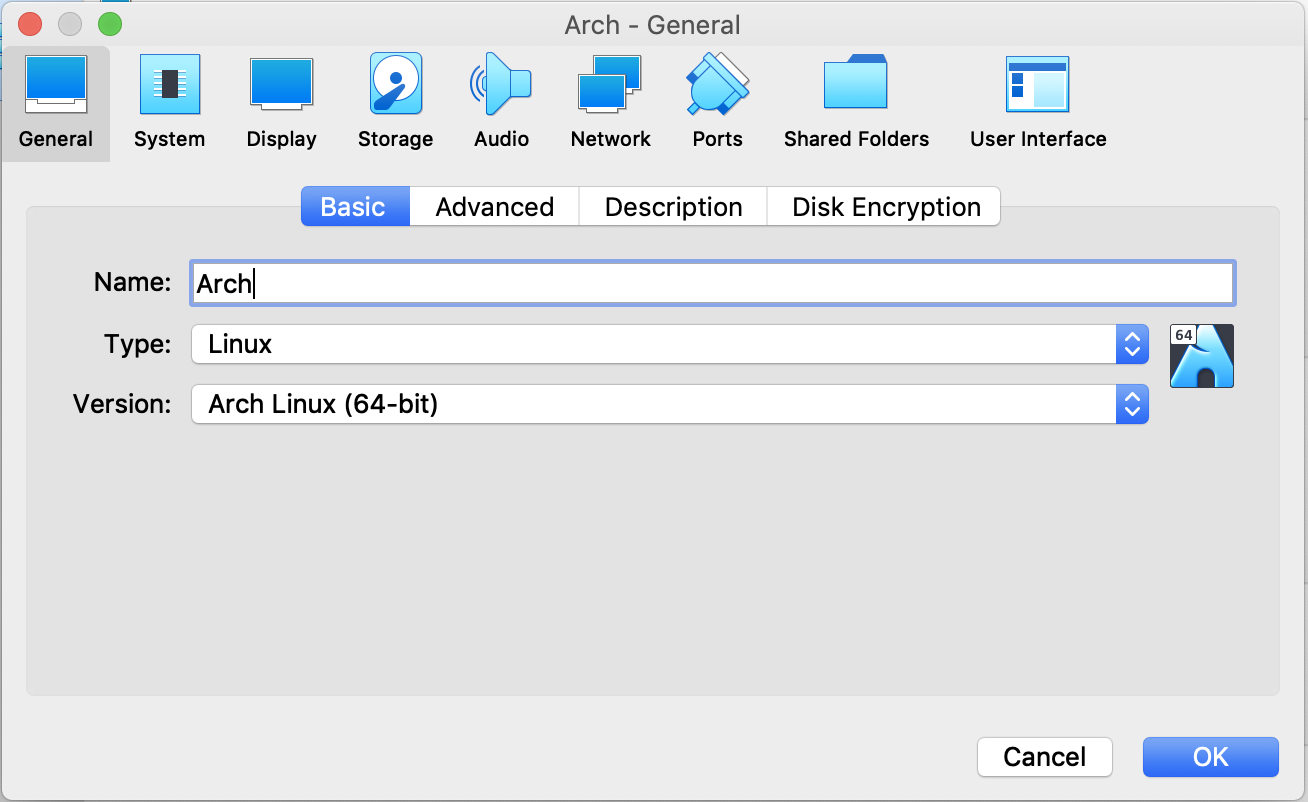 Arch - General
General System Display Storage Audio Network Ports Shared Folders User Interface
Basic Advanced Description Disk Encryption
Name: Arch
Type: Linux
64
Version: Arch Linux (64-bit)
Cancel OK